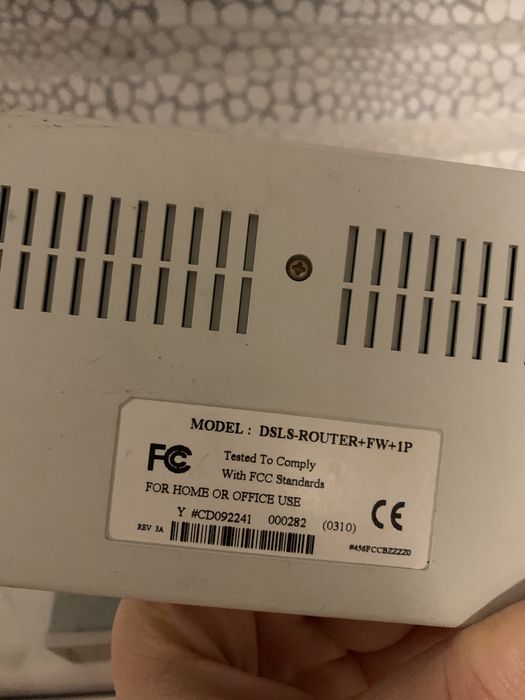 MODEL : DSLS-ROUTER+FW+1P
FC Tested To Comply
With FCC Standards
FOR HOME OR OFFICE USE
Y #CD092241 000282 (0310) CE
REV 3A
#456FCCBZZZZ0